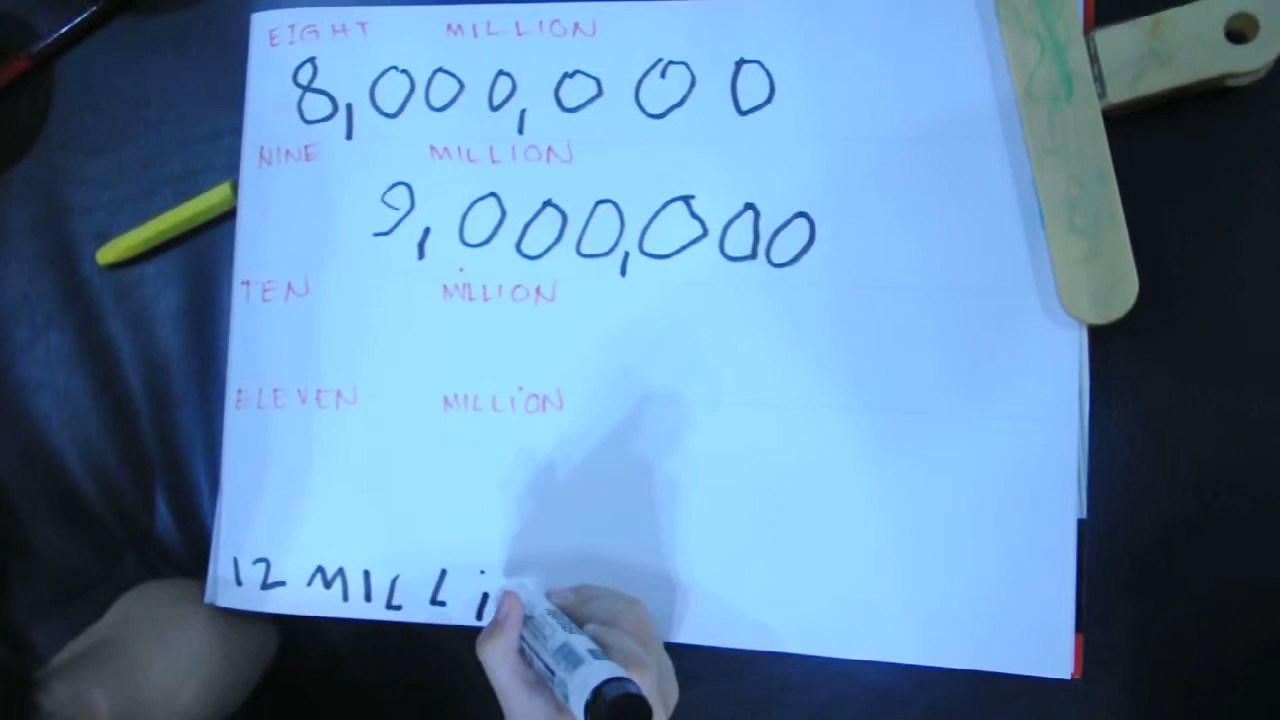 EIGHT MILLION
8,000,000
NINE MILLION
9,000,000
TEN MiLLION
ELEVEN MILLiON
12 MILLi